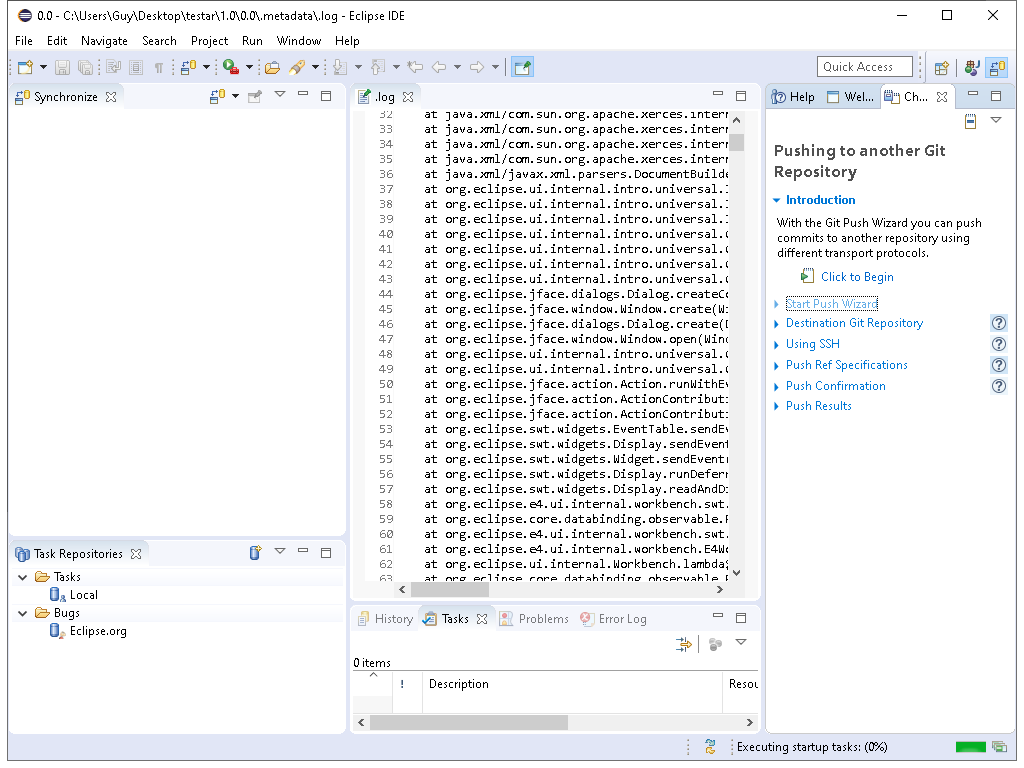 0.0 - C:\Users\Guy\Desktop\testar\1.0\0.0\.metadata\.log - Eclipse IDE
File Edit Navigate Search Project Run Window Help
Quick Access
Synchronize
.log
32 at java.xml/com.sun.org.apache.xerces.intern
33 at java.xml/com.sun.org.apache.xerces.intern
34 at java.xml/com.sun.org.apache.xerces.intern
35 at java.xml/com.sun.org.apache.xerces.intern
36 at java.xml/javax.xml.parsers.DocumentBuilde
37 at org.eclipse.ui.internal.intro.universal.I
38 at org.eclipse.ui.internal.intro.universal.I
39 at org.eclipse.ui.internal.intro.universal.I
40 at org.eclipse.ui.internal.intro.universal.C
41 at org.eclipse.ui.internal.intro.universal.C
42 at org.eclipse.ui.internal.intro.universal.C
43 at org.eclipse.ui.internal.intro.universal.C
44 at org.eclipse.jface.dialogs.Dialog.createCo
45 at org.eclipse.jface.window.Window.create(Wi
46 at org.eclipse.jface.dialogs.Dialog.create(D
47 at org.eclipse.jface.window.Window.open(Wind
48 at org.eclipse.ui.internal.intro.universal.C
49 at org.eclipse.ui.internal.intro.universal.C
50 at org.eclipse.jface.action.Action.runWithEv
51 at org.eclipse.jface.action.ActionContributi
52 at org.eclipse.jface.action.ActionContributi
53 at org.eclipse.swt.widgets.EventTable.sendEv
54 at org.eclipse.swt.widgets.Display.sendEvent
55 at org.eclipse.swt.widgets.Widget.sendEvent(
56 at org.eclipse.swt.widgets.Display.runDeferr
57 at org.eclipse.swt.widgets.Display.readAndDi
58 at org.eclipse.e4.ui.internal.workbench.swt.
59 at org.eclipse.core.databinding.observable.R
60 at org.eclipse.e4.ui.internal.workbench.swt.
61 at org.eclipse.e4.ui.internal.workbench.E4Wo
62 at org.eclipse.ui.internal.Workbench.lambda$
63 at org.eclipse.core.databinding.observable.R
Help Wel... Ch...
Pushing to another Git
Repository
Introduction
With the Git Push Wizard you can push
commits to another repository using
different transport protocols.
Click to Begin
Start Push Wizard
Destination Git Repository
Using SSH
Push Ref Specifications
Push Confirmation
Push Results
Task Repositories
Tasks
Local
Bugs
Eclipse.org
History Tasks Problems Error Log
0 items
! Description Resou
Executing startup tasks: (0%)